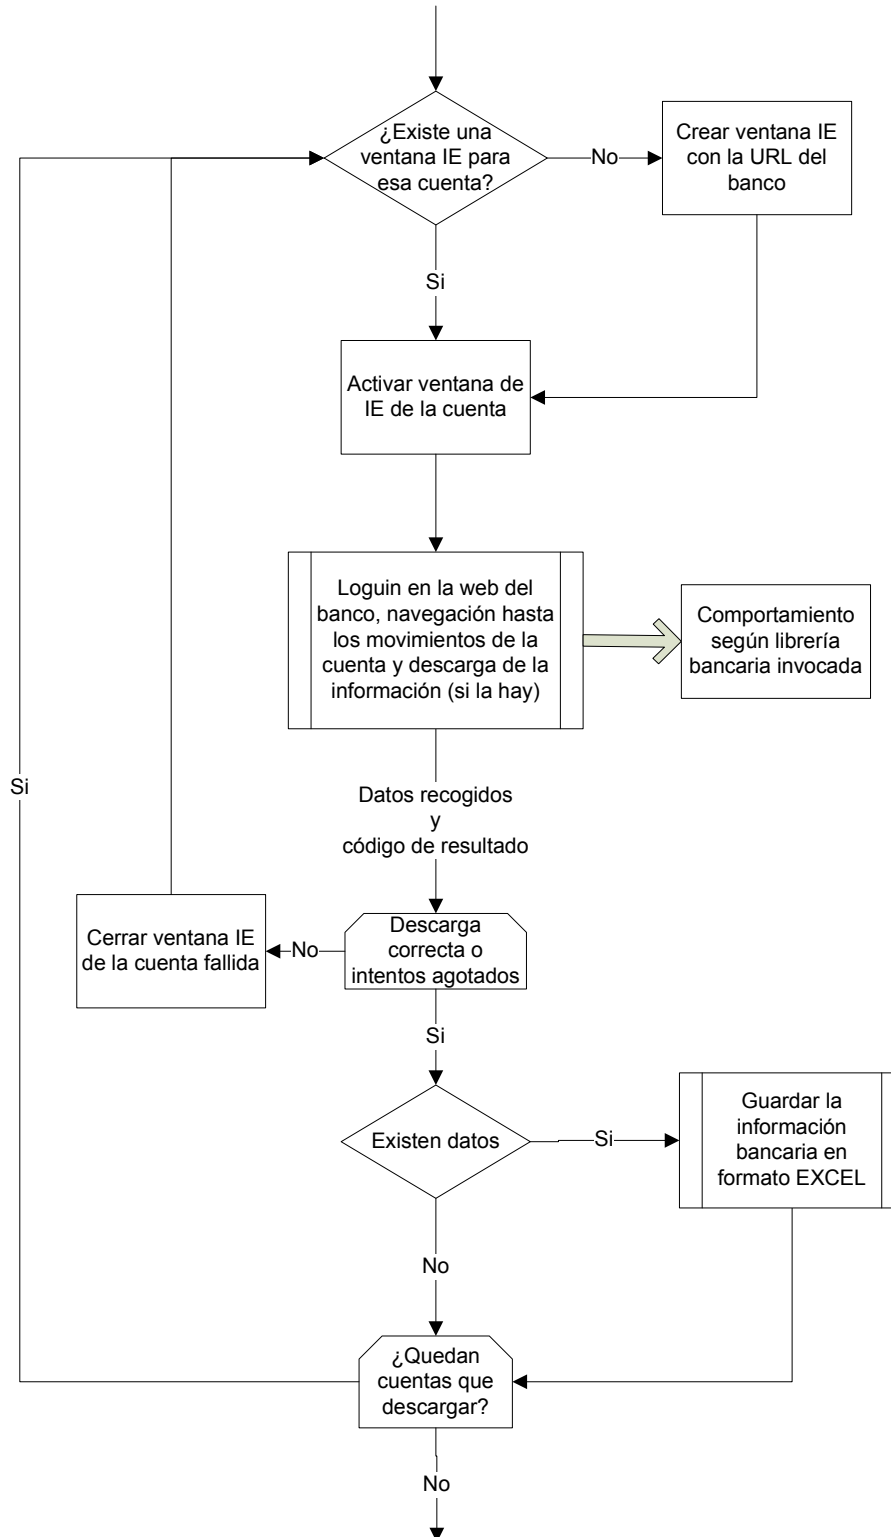 ¿Existe una
ventana IE para
esa cuenta?
No
Crear ventana IE
con la URL del
banco
Si
Activar ventana de
IE de la cuenta
Loguin en la web del
banco, navegación hasta
los movimientos de la
cuenta y descarga de la
información (si la hay)
Comportamiento
según librería
bancaria invocada
Si
Datos recogidos
y
código de resultado
Cerrar ventana IE
de la cuenta fallida
No
Descarga
correcta o
intentos agotados
Si
Existen datos
Si
Guardar la
información
bancaria en
formato EXCEL
No
¿Quedan
cuentas que
descargar?
No